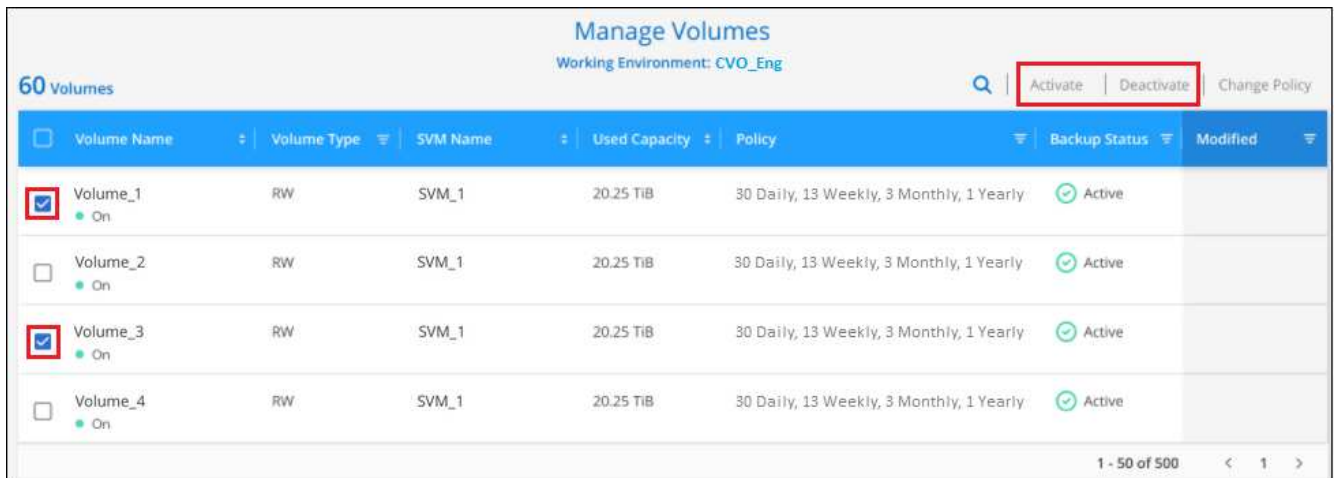 Manage Volumes
Working Environment: CVO_Eng
60 Volumes
Activate | Deactivate | Change Policy
Volume Name Volume Type SVM Name Used Capacity Policy Backup Status Modified
Volume_1 RW SVM_1 20.25 TiB 30 Daily, 13 Weekly, 3 Monthly, 1 Yearly Active
On
Volume_2 RW SVM_1 20.25 TiB 30 Daily, 13 Weekly, 3 Monthly, 1 Yearly Active
On
Volume_3 RW SVM_1 20.25 TiB 30 Daily, 13 Weekly, 3 Monthly, 1 Yearly Active
On
Volume_4 RW SVM_1 20.25 TiB 30 Daily, 13 Weekly, 3 Monthly, 1 Yearly Active
On
1 - 50 of 500 < 1 >